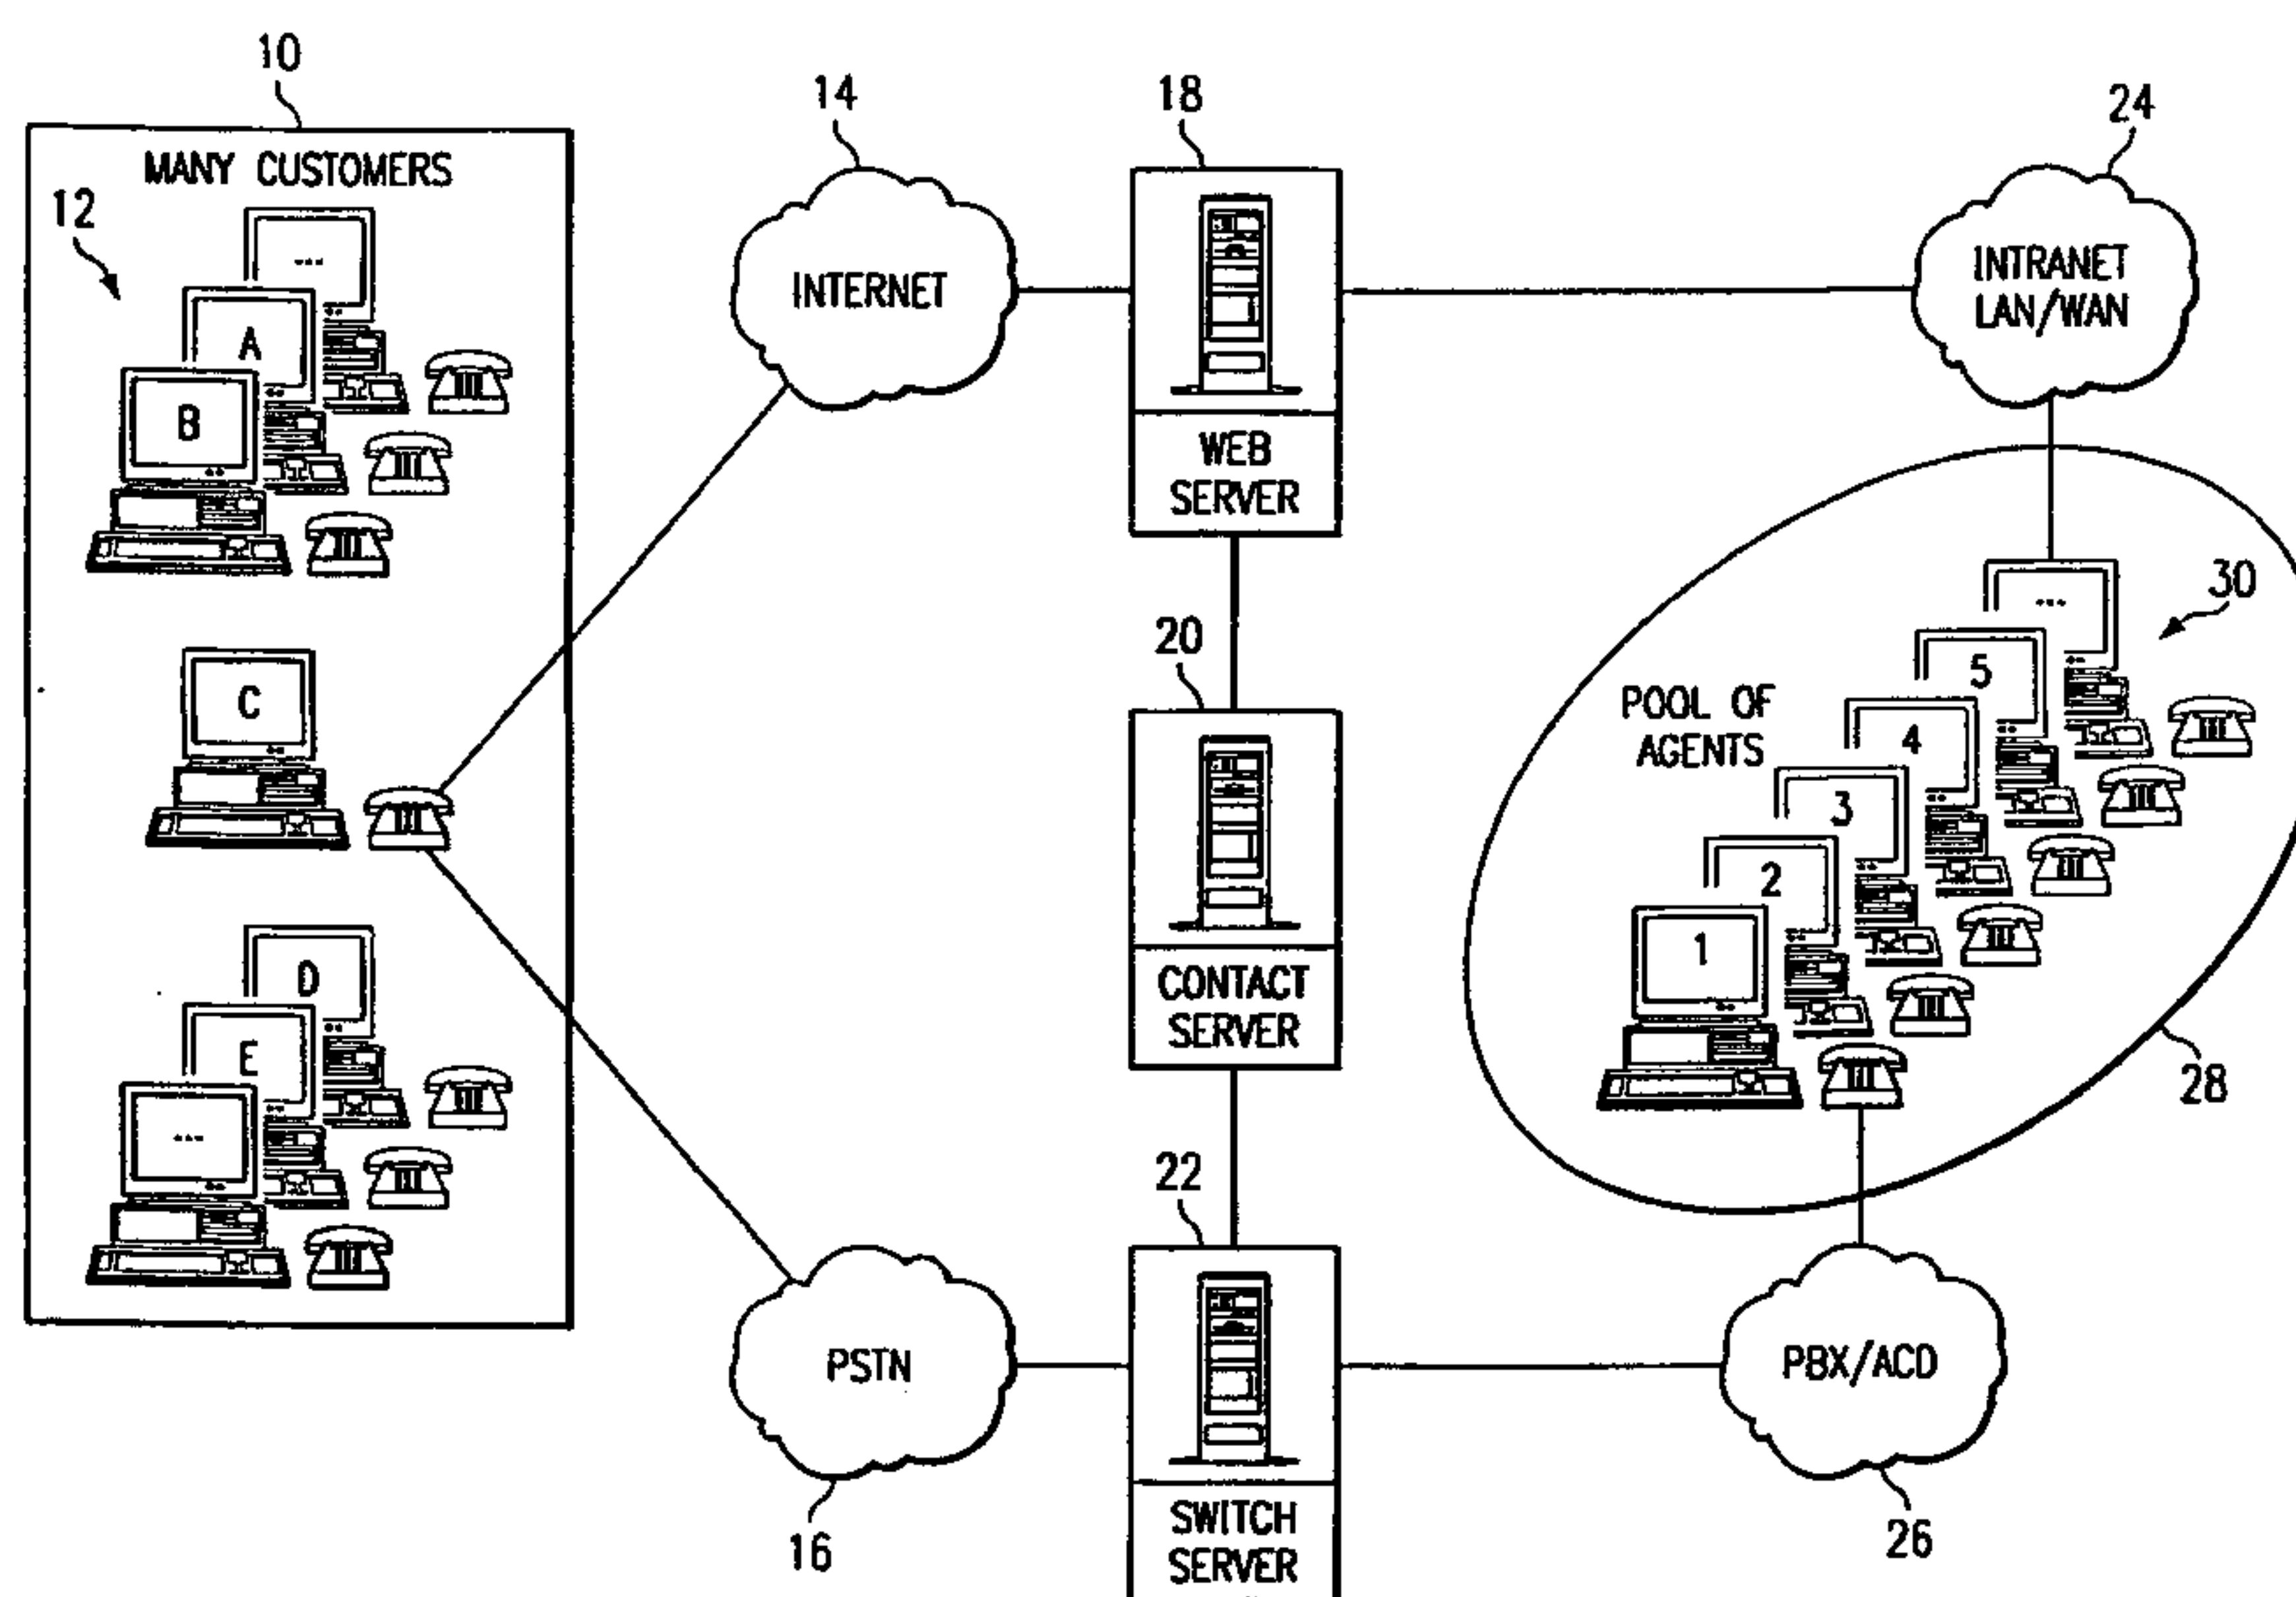 10
MANY CUSTOMERS
12
...
A
B
C
D
E
...
14
INTERNET
18
WEB
SERVER
24
INTRANET
LAN/WAN
20
CONTACT
SERVER
30
...
5
4
3
2
1
POOL OF
AGENTS
28
22
SWITCH
SERVER
PSTN
16
PBX/ACD
26